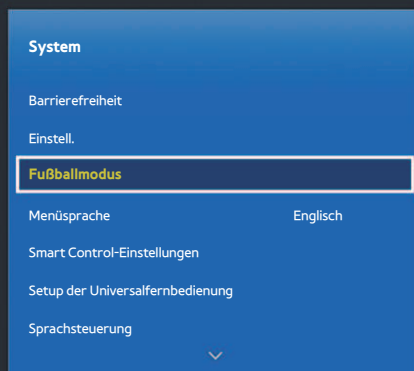 System
Barrierefreiheit
Einstell.
Fußballmodus
Menüsprache Englisch
Smart Control-Einstellungen
Setup der Universalfernbedienung
Sprachsteuerung